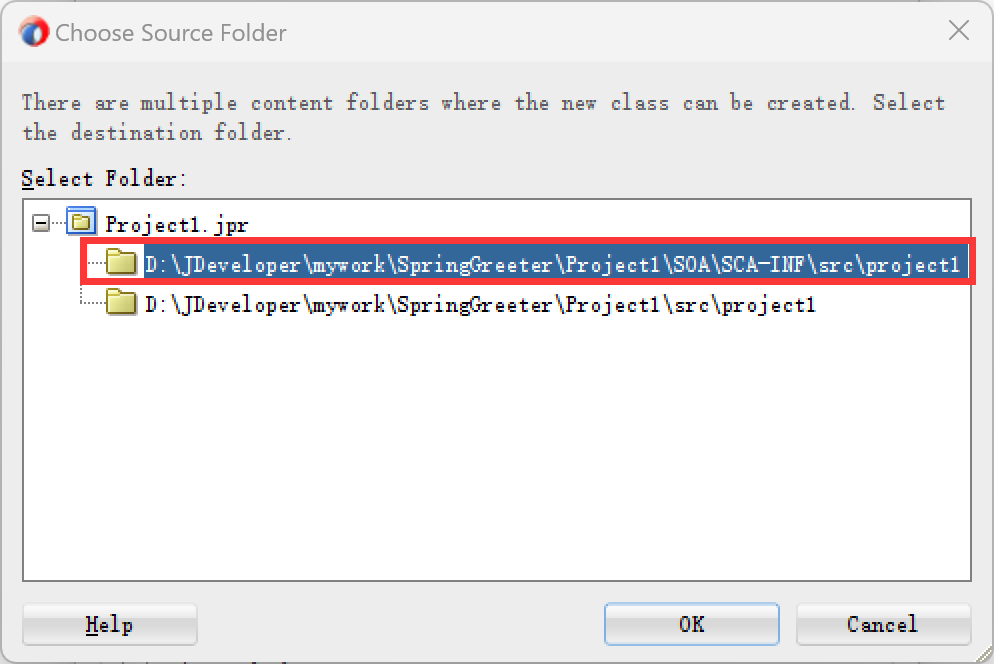 Choose Source Folder
There are multiple content folders where the new class can be created. Select
the destination folder.
Select Folder:
Project1.jpr
D:\JDeveloper\mywork\SpringGreeter\Project1\SOA\SCA-INF\src\project1
D:\JDeveloper\mywork\SpringGreeter\Project1\src\project1
Help
OK
Cancel